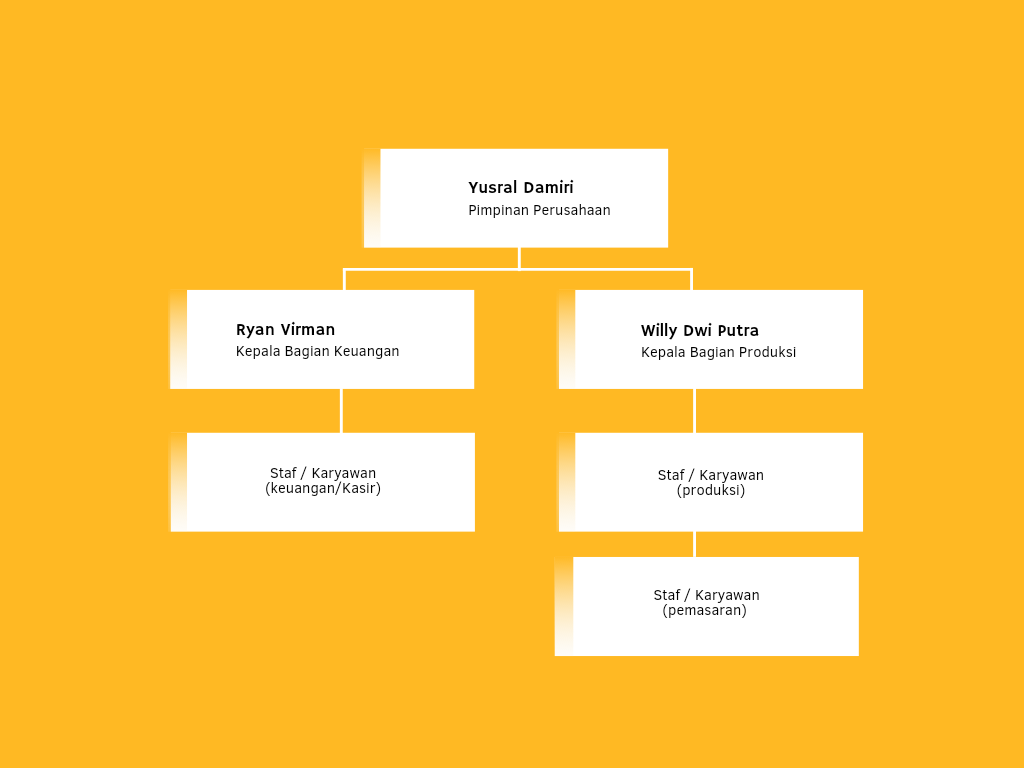 Yusral Damiri
Pimpinan Perusahaan
Ryan Virman
Kepala Bagian Keuangan
Willy Dwi Putra
Kepala Bagian Produksi
Staf / Karyawan
(keuangan/Kasir)
Staf / Karyawan
(produksi)
Staf / Karyawan
(pemasaran)